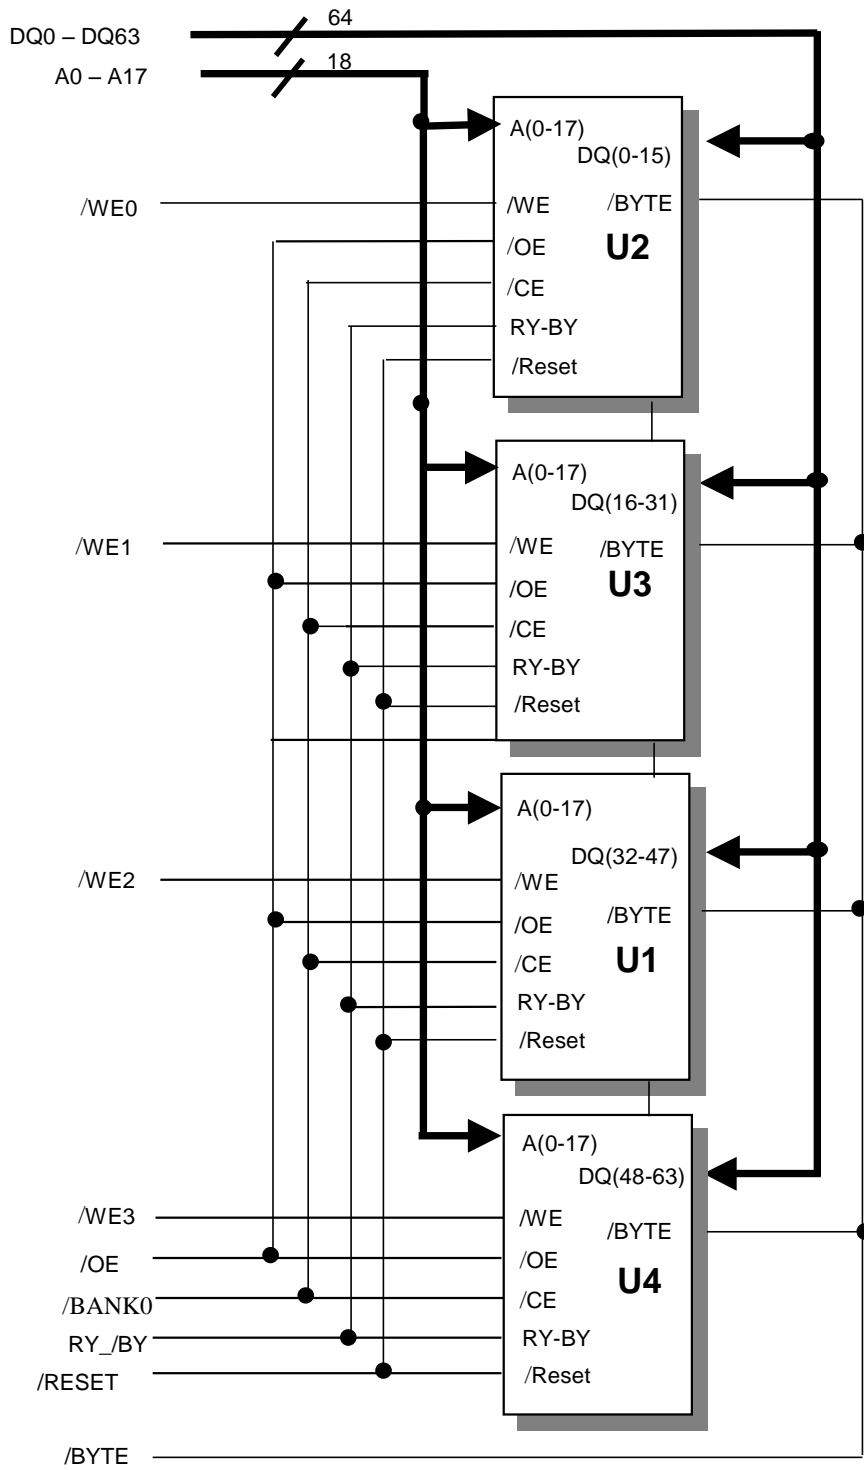 64
DQ0 – DQ63
18
A0 – A17
A(0-17)
DQ(0-15)
/WE0
/WE
/BYTE
/OE
U2
/CE
RY-BY
/Reset
A(0-17)
DQ(16-31)
/WE1
/WE
/BYTE
/OE
U3
/CE
RY-BY
/Reset
A(0-17)
DQ(32-47)
/WE2
/WE
/BYTE
/OE
U1
/CE
RY-BY
/Reset
A(0-17)
DQ(48-63)
/WE3
/WE
/BYTE
/OE
/OE
U4
/BANK0
/CE
RY_/BY
RY-BY
/RESET
/Reset
/BYTE